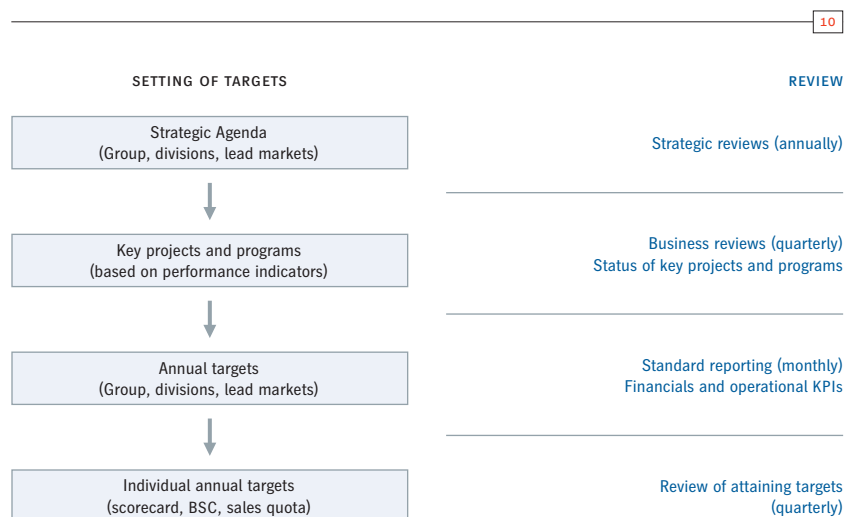 10
SETTING OF TARGETS
REVIEW
Strategic Agenda
(Group, divisions, lead markets)
Strategic reviews (annually)
Key projects and programs
(based on performance indicators)
Business reviews (quarterly)
Status of key projects and programs
Annual targets
(Group, divisions, lead markets)
Standard reporting (monthly)
Financials and operational KPIs
Individual annual targets
(scorecard, BSC, sales quota)
Review of attaining targets
(quarterly)